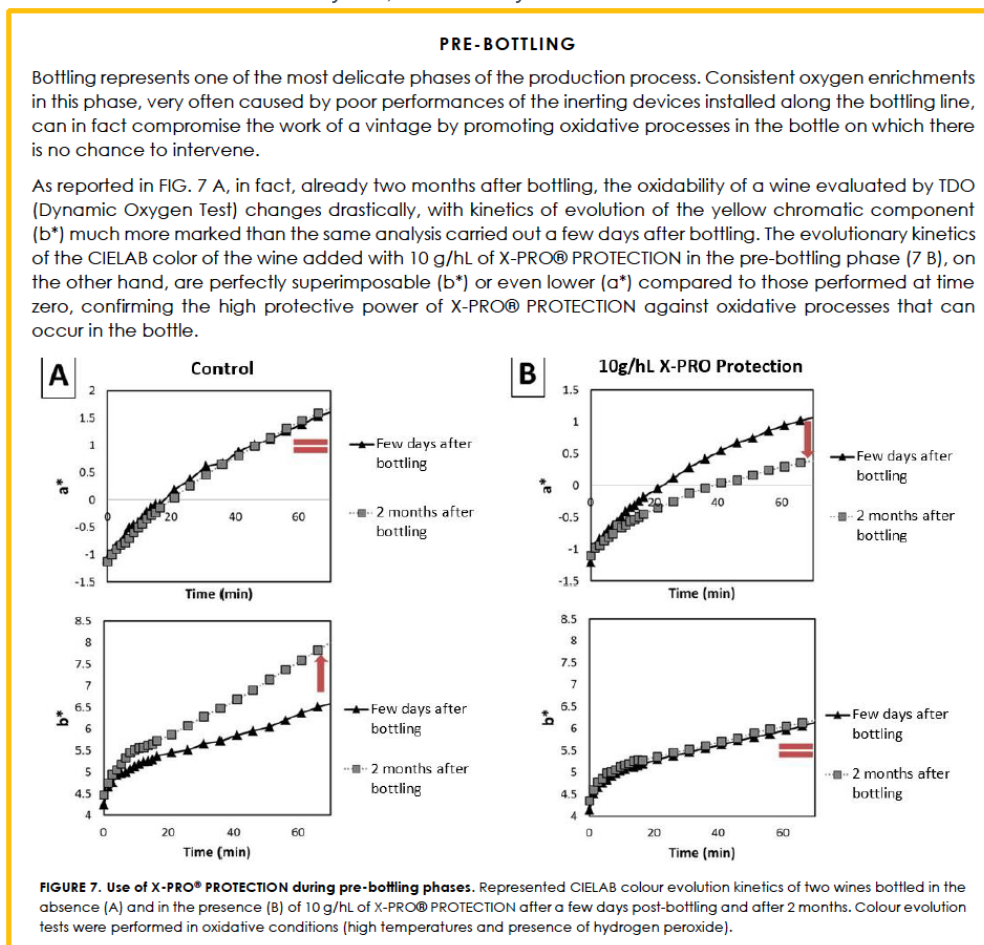 PRE-BOTTLING
Bottling represents one of the most delicate phases of the production process. Consistent oxygen enrichments
in this phase, very often caused by poor performances of the inerting devices installed along the bottling line,
can in fact compromise the work of a vintage by promoting oxidative processes in the bottle on which there
is no chance to intervene.
As reported in FIG. 7 A, in fact, already two months after bottling, the oxidability of a wine evaluated by TDO
(Dynamic Oxygen Test) changes drastically, with kinetics of evolution of the yellow chromatic component
(b*) much more marked than the same analysis carried out a few days after bottling. The evolutionary kinetics
of the CIELAB color of the wine added with 10 g/hL of X-PRO® PROTECTION in the pre-bottling phase (7 B), on
the other hand, are perfectly superimposable (b*) or even lower (a*) compared to those performed at time
zero, confirming the high protective power of X-PRO® PROTECTION against oxidative processes that can
occur in the bottle.
A
Control
2
1.5
1
0.5
0
-0.5
-1
-1.5
a*
0
20
40
60
Time (min)
Few days after
bottling
2 months after
bottling
8.5
8
7.5
7
6.5
6
5.5
5
4.5
4
b*
0
20
40
60
Time (min)
Few days after
bottling
2 months after
bottling
B
10g/hL X-PRO Protection
1.5
1
0.5
0
-0.5
-1
-1.5
a*
0
20
40
60
Time (min)
Few days after
bottling
2 months after
bottling
8.5
8
7.5
7
6.5
6
5.5
5
4.5
4
b*
0
20
40
60
Time (min)
Few days after
bottling
2 months after
bottling
FIGURE 7. Use of X-PRO® PROTECTION during pre-bottling phases. Represented CIELAB colour evolution kinetics of two wines bottled in the
absence (A) and in the presence (B) of 10 g/hL of X-PRO® PROTECTION after a few days post-bottling and after 2 months. Colour evolution
tests were performed in oxidative conditions (high temperatures and presence of hydrogen peroxide).